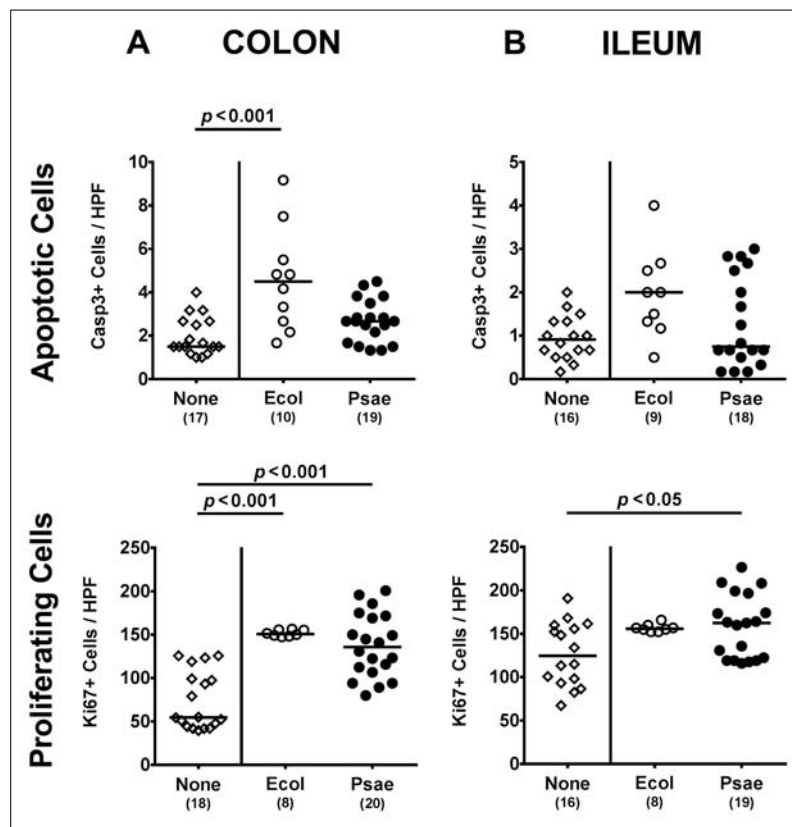 A COLON
B ILEUM
Apoptotic Cells
p < 0.001
Casp3+ Cells / HPF
10
8
6
4
2
0
None Ecol Psae
(17) (10) (19)
Casp3+ Cells / HPF
5
4
3
2
1
0
None Ecol Psae
(16) (9) (18)
Proliferating Cells
p < 0.001
p < 0.001
Ki67+ Cells / HPF
250
200
150
100
50
0
None Ecol Psae
(18) (8) (20)
p < 0.05
Ki67+ Cells / HPF
250
200
150
100
50
0
None Ecol Psae
(16) (8) (19)